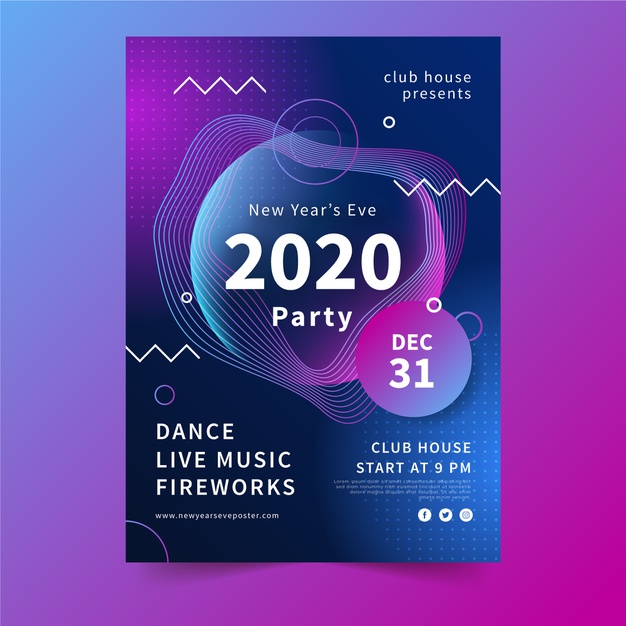 club house
presents
New Year's Eve
2020
Party
DEC
31
DANCE
LIVE MUSIC
FIREWORKS
www.newyearseveposter.com
CLUB HOUSE
START AT 9 PM